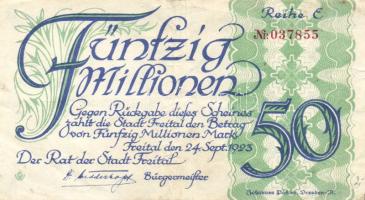 Reihe E
№ 037855
Fünfzig
Millionen
Gegen Rückgabe dieses Scheines
zahlt die Stadt Freital den Betrag
von Fünfzig Millionen Mark
Freital den 24. Sept. 1923
Der Rat der Stadt Freital.
Bürgermeister
50